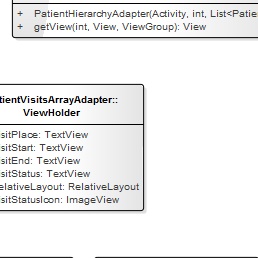 + PatientHierarchyAdapter(Activity, int, List<Patie
+ getView(int, View, ViewGroup): View
tientVisitsArrayAdapter::
ViewHolder
sitPlace: TextView
sitStart: TextView
sitEnd: TextView
sitStatus: TextView
elativeLayout: RelativeLayout
sitStatusIcon: ImageView